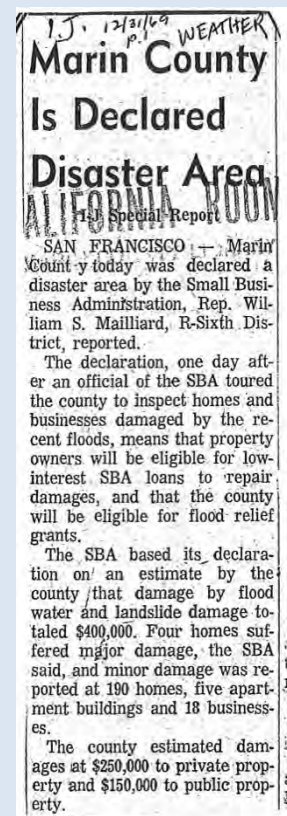 I.J. 12/31/69 WEATHER
p.1
Marin County
Is Declared
Disaster Area
CALIFORNIA ROOM
I-J Special Report
SAN FRANCISCO — Marin
Count y today was declared a
disaster area by the Small Busi-
ness Administration, Rep. Wil-
liam S. Mailliard, R-Sixth Dis-
trict, reported.
The declaration, one day aft-
er an official of the SBA toured
the county to inspect homes and
businesses damaged by the re-
cent floods, means that property
owners will be eligible for low-
interest SBA loans to repair
damages, and that the county
will be eligible for flood relief
grants.
The SBA based its declara-
tion on an estimate by the
county that damage by flood
water and landslide damage to-
taled $400,000. Four homes suf-
fered major damage, the SBA
said, and minor damage was re-
ported at 190 homes, five apart-
ment buildings and 18 business-
es.
The county estimated dam-
ages at $250,000 to private prop-
erty and $150,000 to public prop-
erty.